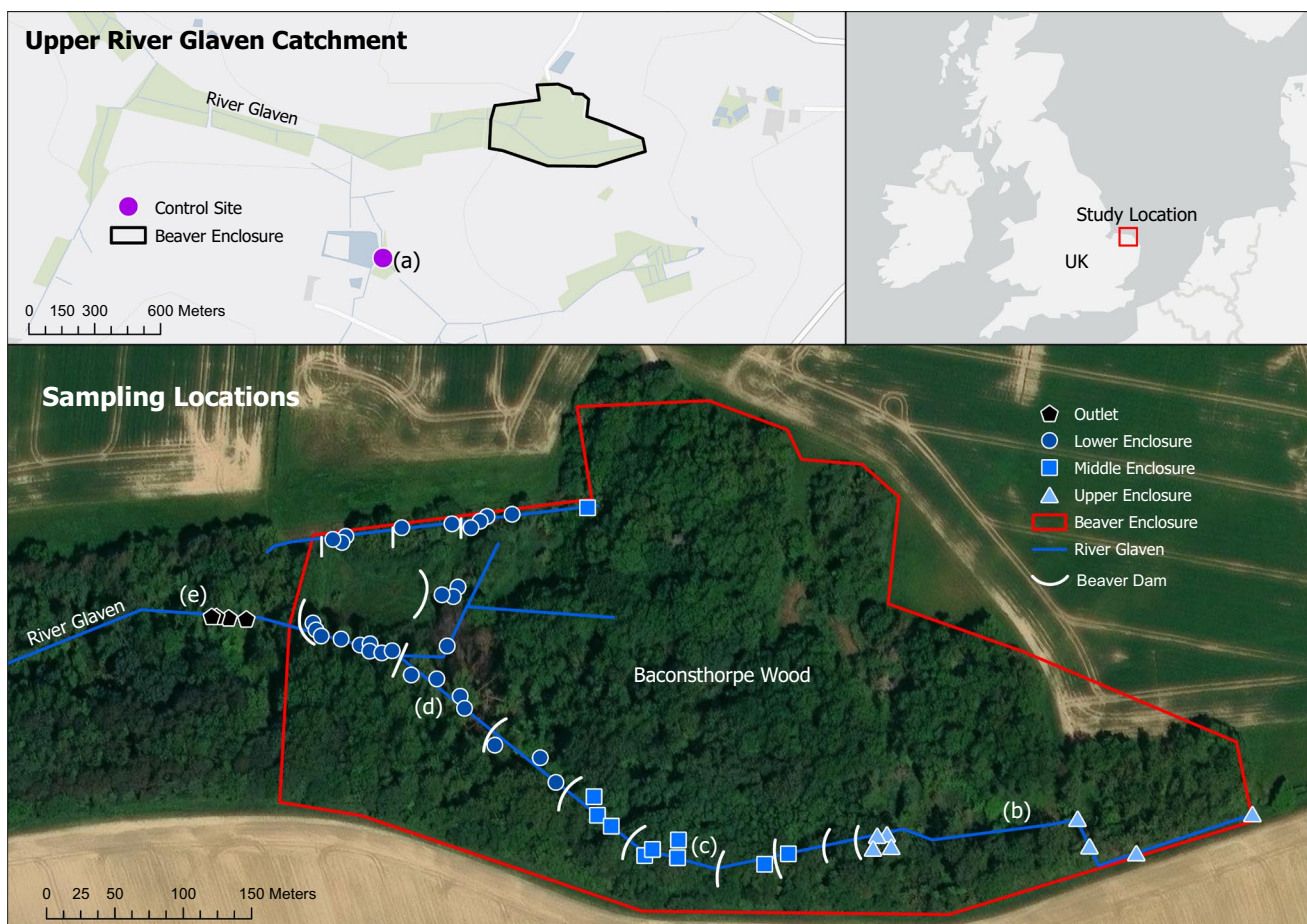 Upper River Glaven Catchment
River Glaven
Control Site
Beaver Enclosure
(a)
0 150 300 600 Meters
Study Location
UK
Sampling Locations
Outlet
Lower Enclosure
Middle Enclosure
Upper Enclosure
Beaver Enclosure
River Glaven
Beaver Dam
(e)
River Glaven
Baconsthorpe Wood
(d)
(b)
(c)
0 25 50 100 150 Meters